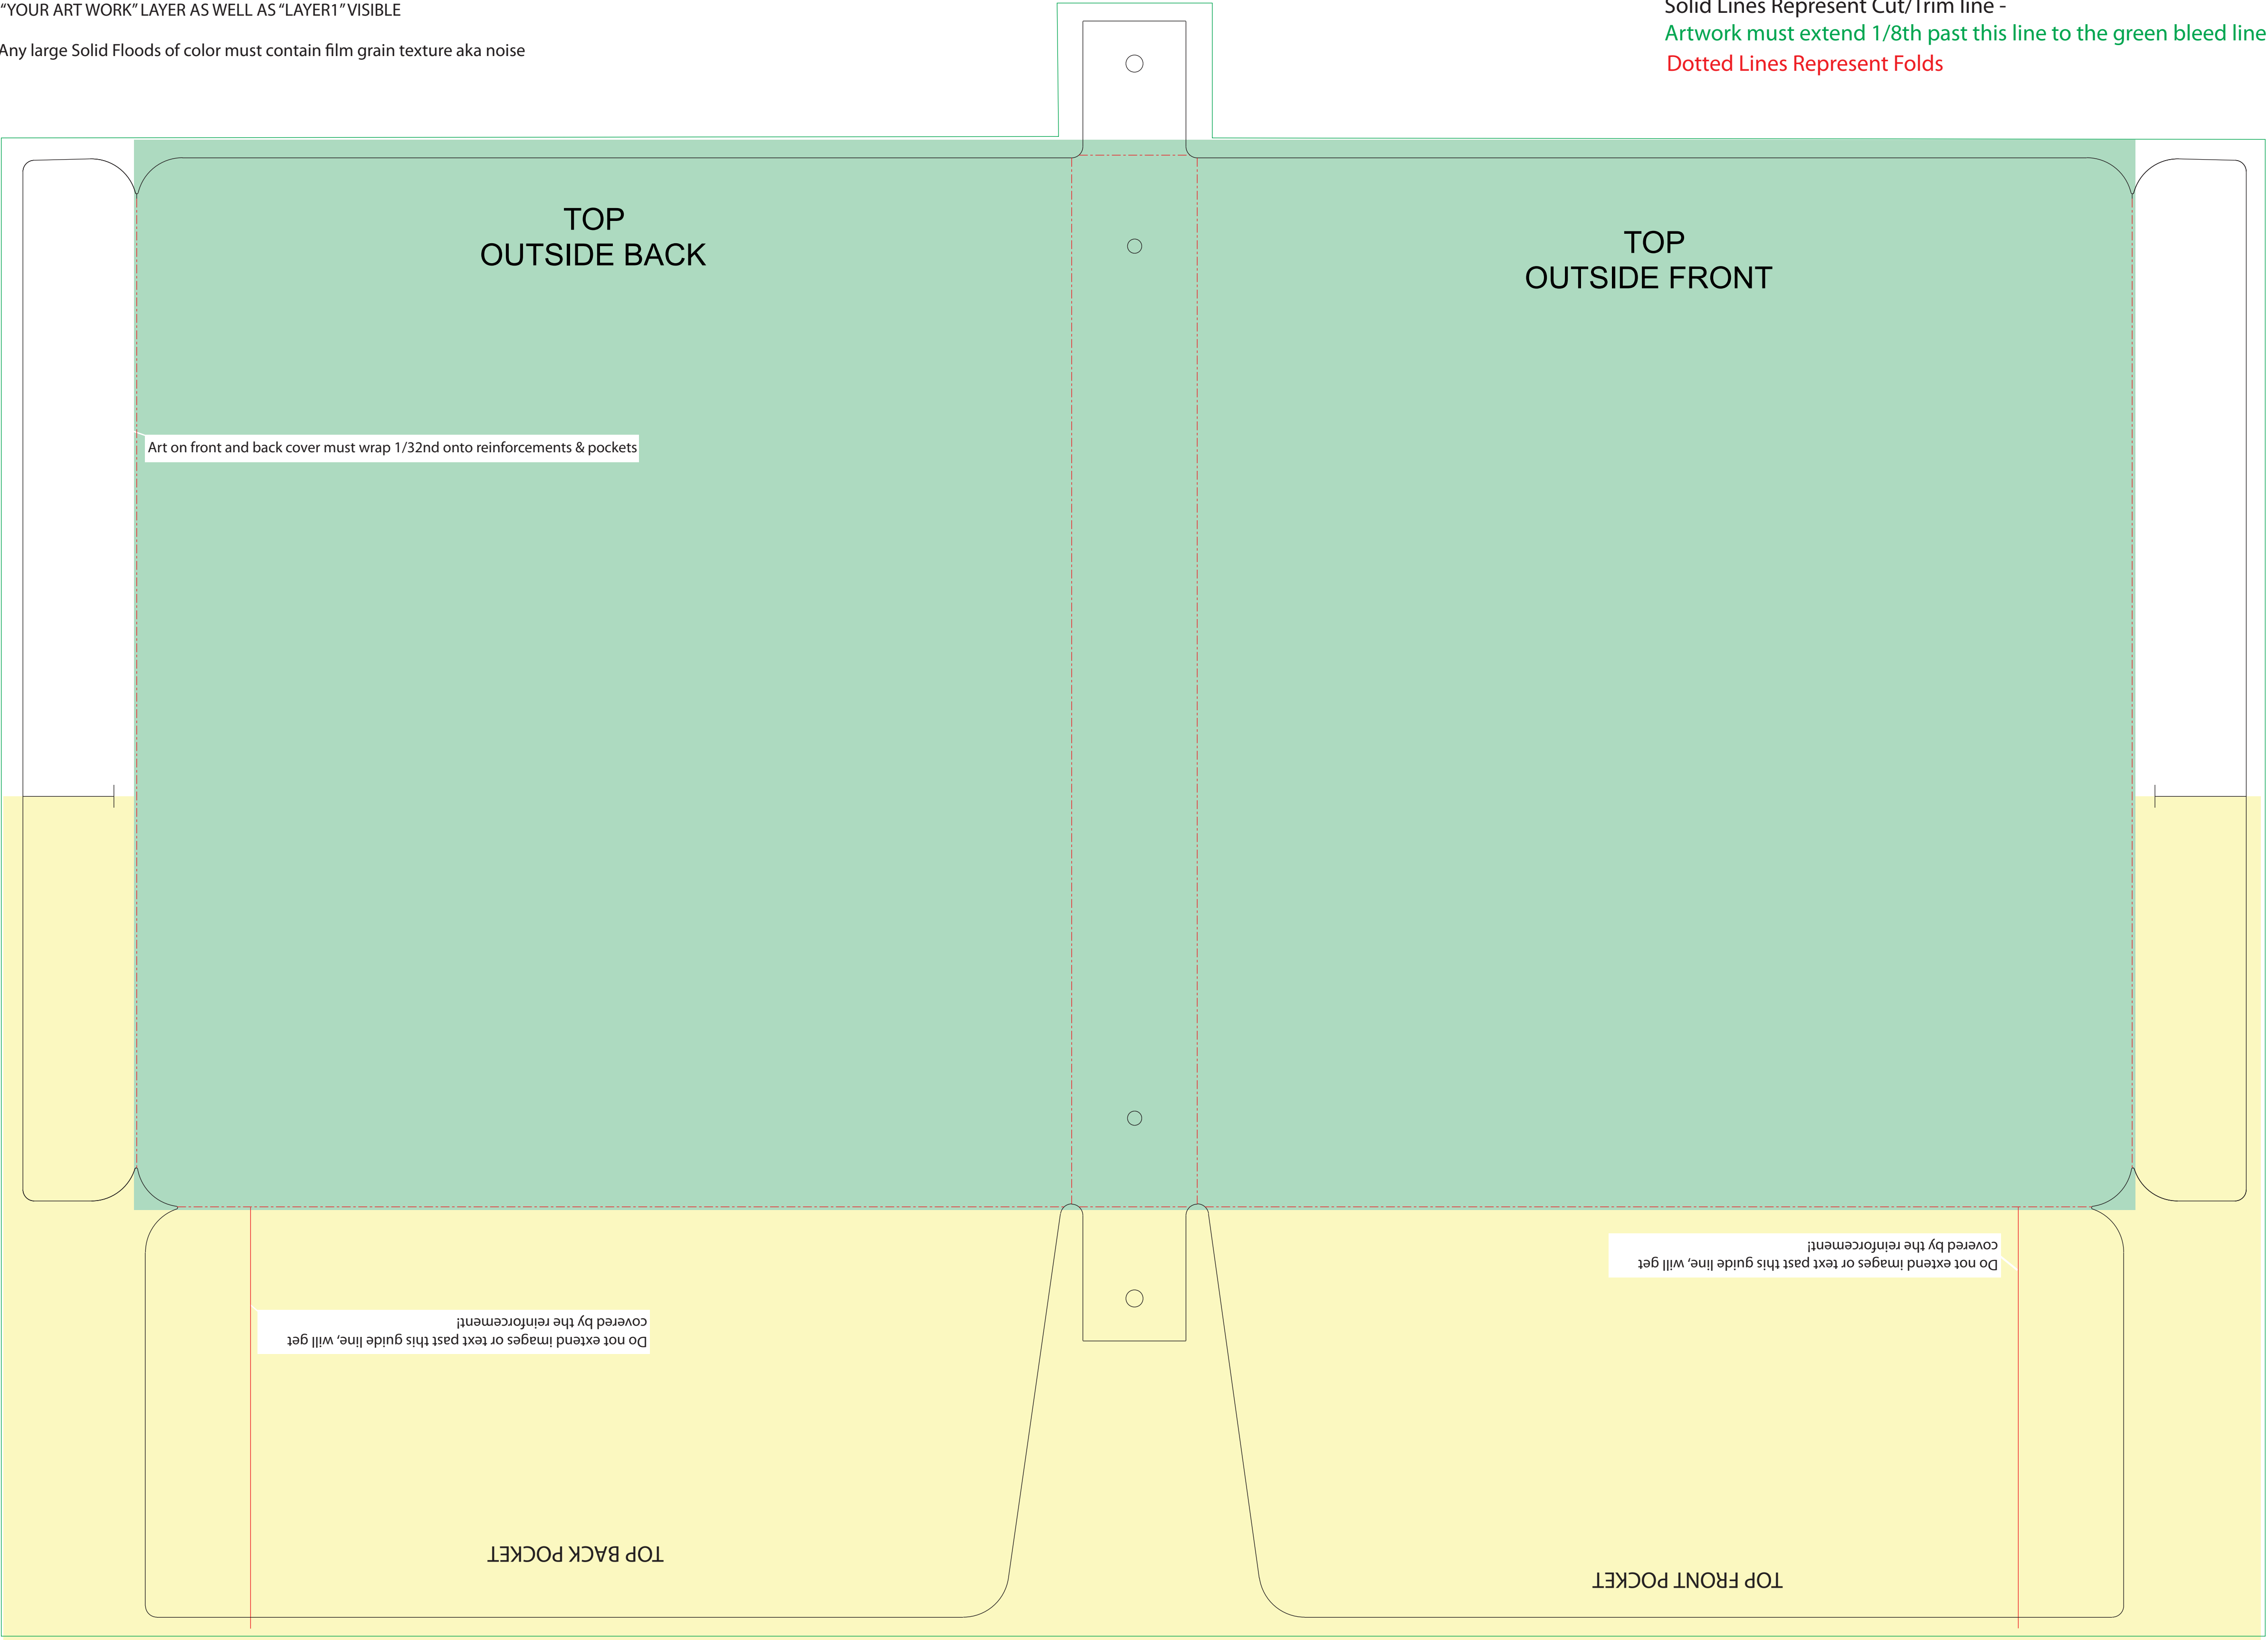 “YOUR ART WORK” LAYER AS WELL AS “LAYER1” VISIBLE
Any large Solid Floods of color must contain film grain texture aka noise
Solid Lines Represent Cut/Trim line -
Artwork must extend 1/8th past this line to the green bleed line
Dotted Lines Represent Folds
TOP
OUTSIDE BACK
TOP
OUTSIDE FRONT
Art on front and back cover must wrap 1/32nd onto reinforcements & pockets
Do not extend images or text past this guide line, will get
covered by the reinforcement!
Do not extend images or text past this guide line, will get
covered by the reinforcement!
TOP BACK POCKET
TOP FRONT POCKET